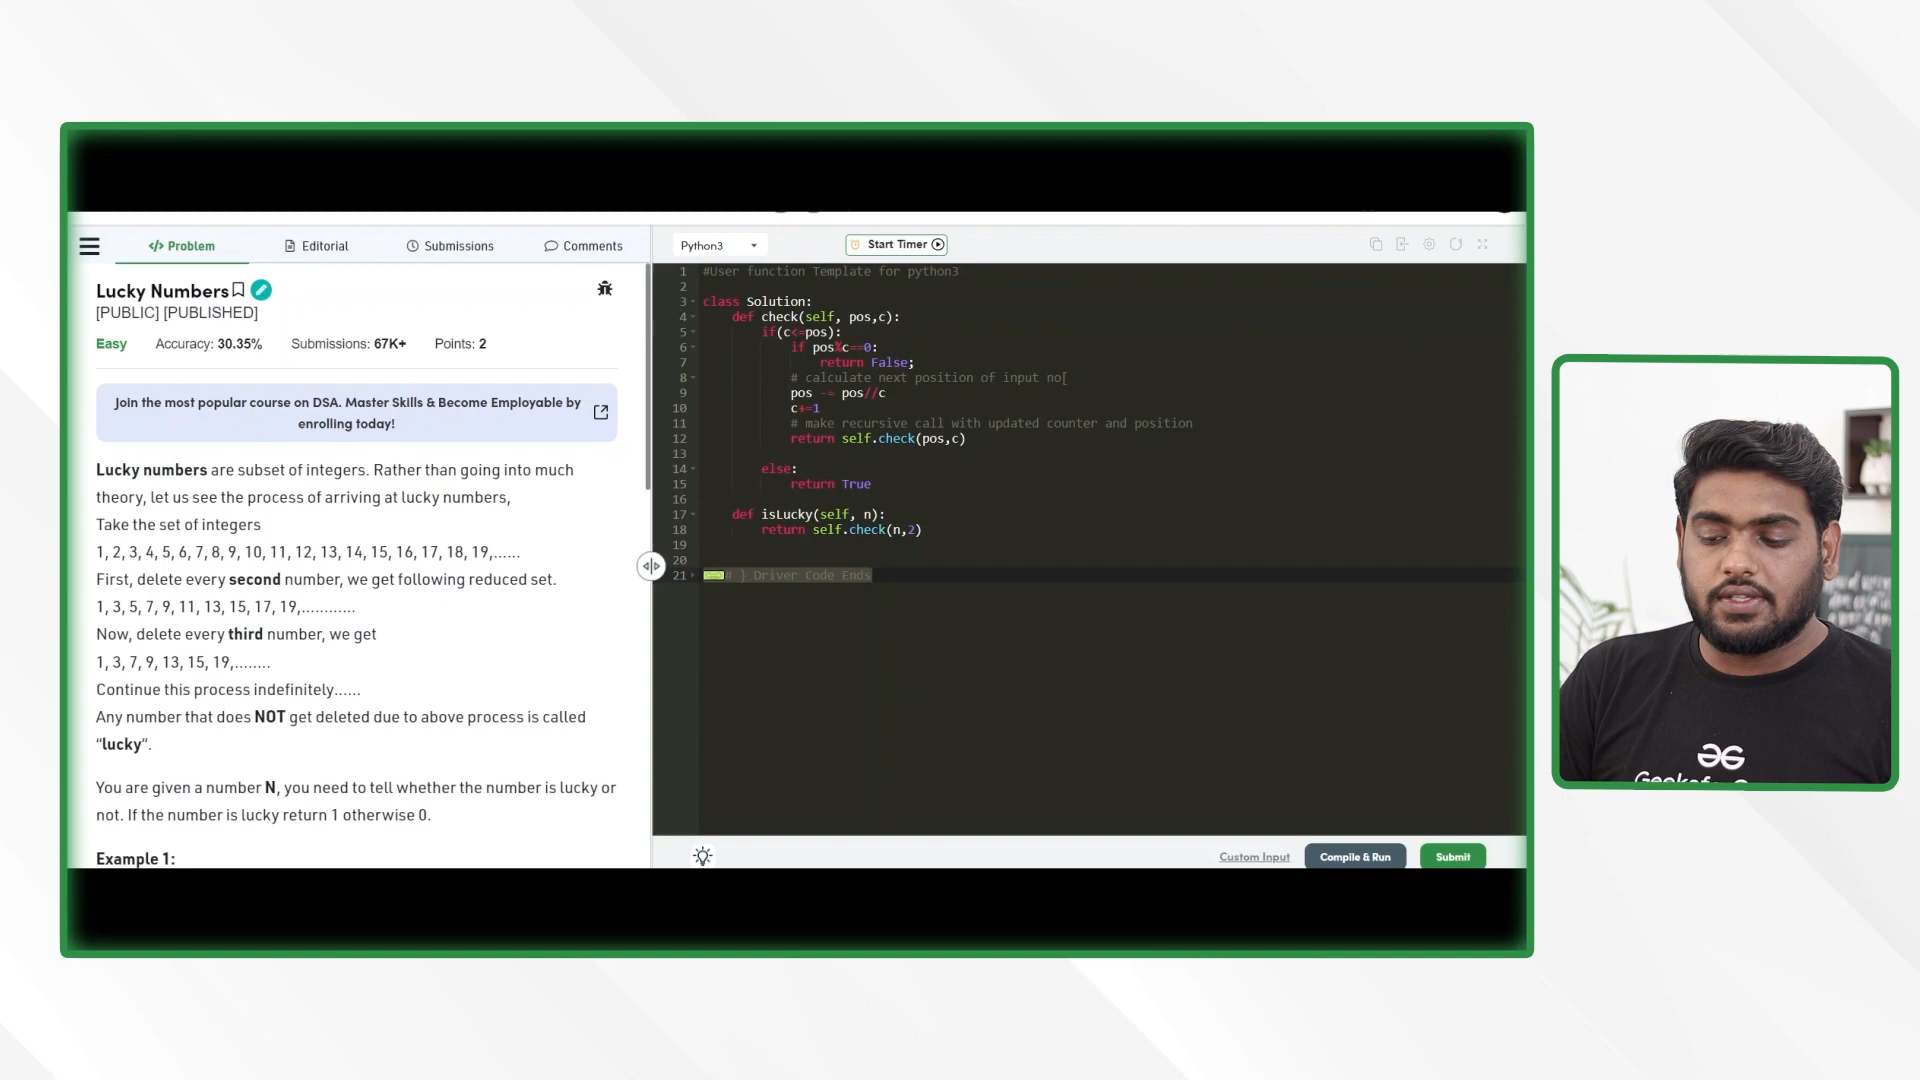 Problem
Editorial
Submissions
Comments
Python3
Start Timer
Lucky Numbers
[PUBLIC] [PUBLISHED]
Easy
Accuracy: 30.35%
Submissions: 67K+
Points: 2
Join the most popular course on DSA. Master Skills & Become Employable by
enrolling today!
Lucky numbers are subset of integers. Rather than going into much
theory, let us see the process of arriving at lucky numbers,
Take the set of integers
1, 2, 3, 4, 5, 6, 7, 8, 9, 10, 11, 12, 13, 14, 15, 16, 17, 18, 19,......
First, delete every second number, we get following reduced set.
1, 3, 5, 7, 9, 11, 13, 15, 17, 19,............
Now, delete every third number, we get
1, 3, 7, 9, 13, 15, 19,........
Continue this process indefinitely......
Any number that does NOT get deleted due to above process is called
“lucky”.
You are given a number N, you need to tell whether the number is lucky or
not. If the number is lucky return 1 otherwise 0.
Example 1:
1 #User function Template for python3
2
3 class Solution:
4 def check(self, pos,c):
5 if(c<=pos):
6 if pos%c==0:
7 return False;
8 # calculate next position of input no[
9 pos -= pos//c
10 c+=1
11 # make recursive call with updated counter and position
12 return self.check(pos,c)
13
14 else:
15 return True
16
17 def isLucky(self, n):
18 return self.check(n,2)
19
20
21 # } Driver Code Ends
Custom Input
Compile & Run
Submit